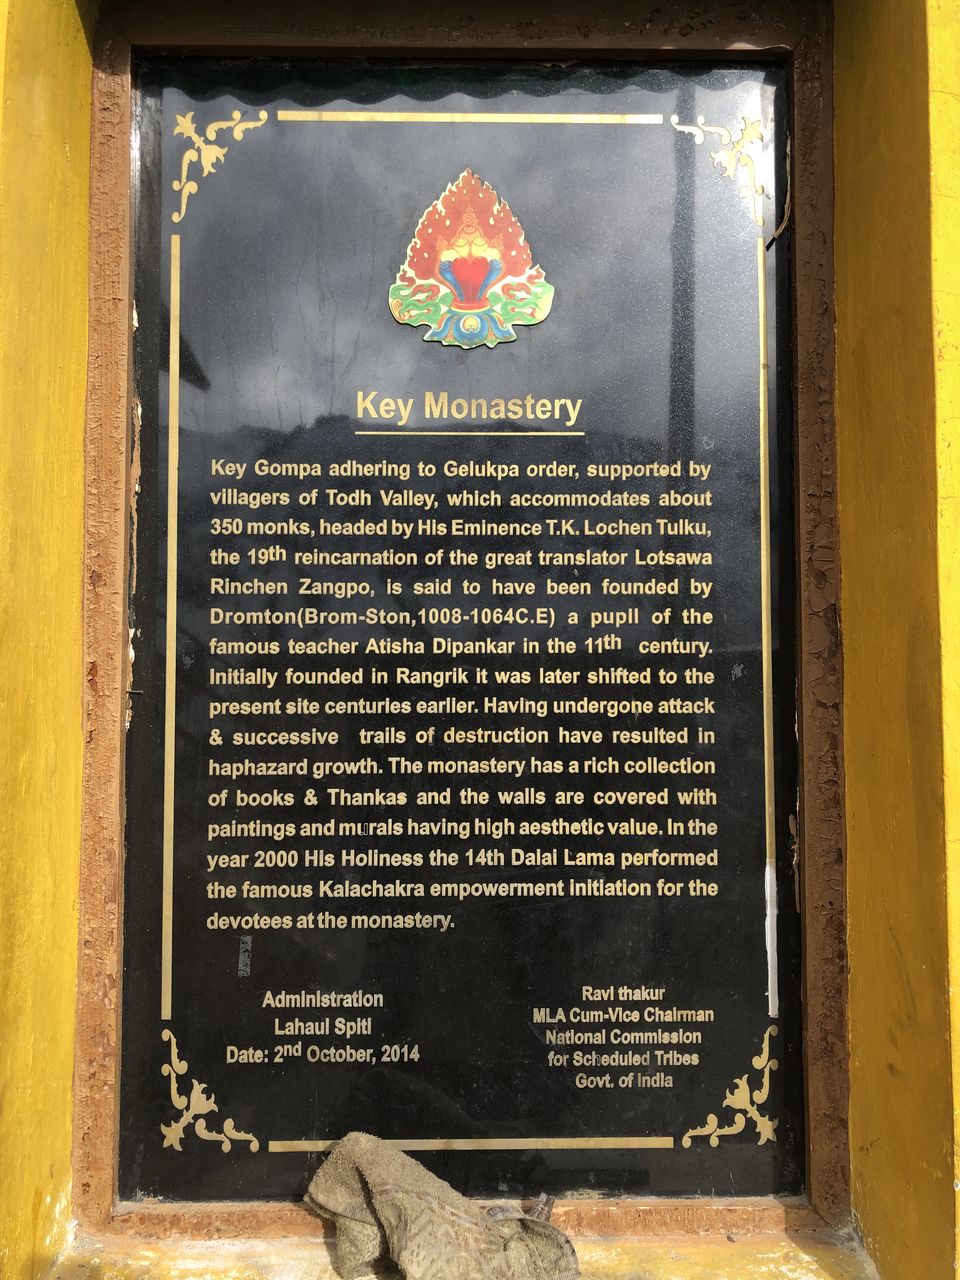 Key Monastery
Key Gompa adhering to Gelukpa order, supported by
villagers of Todh Valley, which accommodates about
350 monks, headed by His Eminence T.K. Lochen Tulku,
the 19th reincarnation of the great translator Lotsawa
Rinchen Zangpo, is said to have been founded by
Dromton(Brom-Ston,1008-1064C.E) a pupil of the
famous teacher Atisha Dipankar in the 11th century.
Initially founded in Rangrik it was later shifted to the
present site centuries earlier. Having undergone attack
& successive trails of destruction have resulted in
haphazard growth. The monastery has a rich collection
of books & Thankas and the walls are covered with
paintings and murals having high aesthetic value. In the
year 2000 His Holiness the 14th Dalai Lama performed
the famous Kalachakra empowerment initiation for the
devotees at the monastery.
Administration
Lahaul Spiti
Date: 2nd October, 2014
Ravi thakur
MLA Cum-Vice Chairman
National Commission
for Scheduled Tribes
Govt. of India